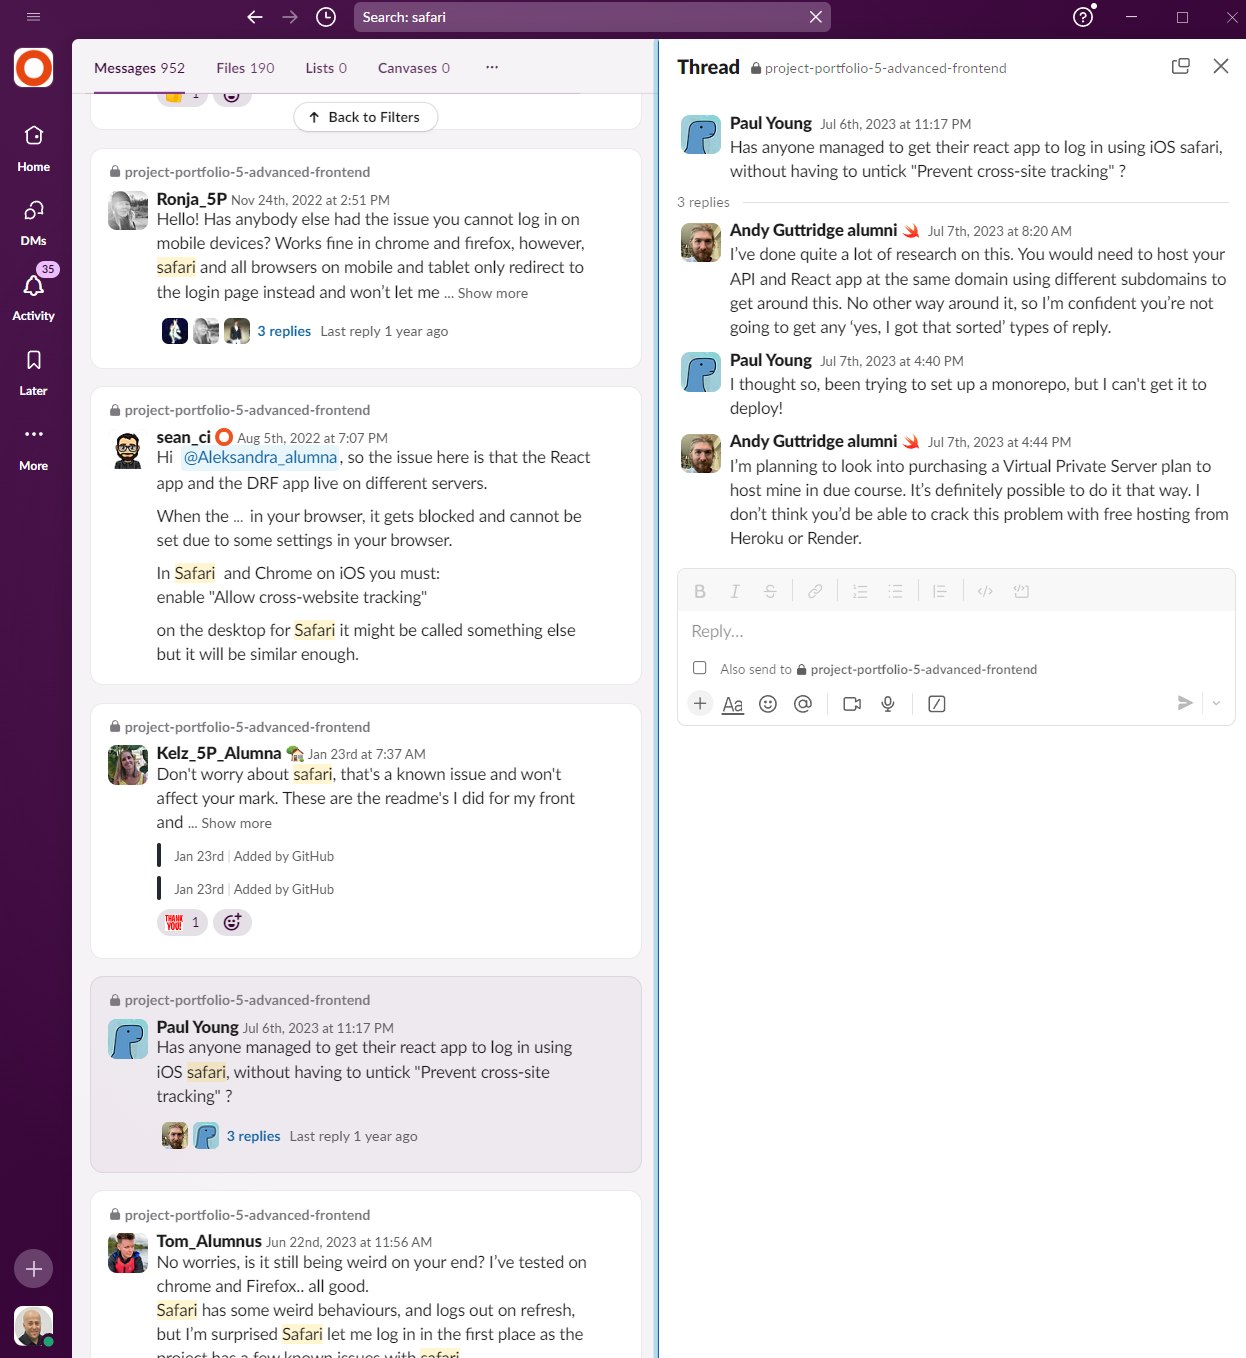 Search: safari
Messages 952
Files 190
Lists 0
Canvases 0
Home
DMs
35
Activity
Later
More
1
Back to Filters
project-portfolio-5-advanced-frontend
Ronja_5P Nov 24th, 2022 at 2:51 PM
Hello! Has anybody else had the issue you cannot log in on
mobile devices? Works fine in chrome and firefox, however,
safari and all browsers on mobile and tablet only redirect to
the login page instead and won’t let me ... Show more
3 replies Last reply 1 year ago
project-portfolio-5-advanced-frontend
sean_ci Aug 5th, 2022 at 7:07 PM
Hi @Aleksandra_alumna, so the issue here is that the React
app and the DRF app live on different servers.
When the ... in your browser, it gets blocked and cannot be
set due to some settings in your browser.
In Safari and Chrome on iOS you must:
enable "Allow cross-website tracking"
on the desktop for Safari it might be called something else
but it will be similar enough.
project-portfolio-5-advanced-frontend
Kelz_5P_Alumna Jan 23rd at 7:37 AM
Don't worry about safari, that's a known issue and won't
affect your mark. These are the readme's I did for my front
and ... Show more
Jan 23rd | Added by GitHub
Jan 23rd | Added by GitHub
THANK YOU! 1
project-portfolio-5-advanced-frontend
Paul Young Jul 6th, 2023 at 11:17 PM
Has anyone managed to get their react app to log in using
iOS safari, without having to untick "Prevent cross-site
tracking" ?
3 replies Last reply 1 year ago
project-portfolio-5-advanced-frontend
Tom_Alumnus Jun 22nd, 2023 at 11:56 AM
No worries, is it still being weird on your end? I’ve tested on
chrome and Firefox.. all good.
Safari has some weird behaviours, and logs out on refresh,
but I’m surprised Safari let me log in in the first place as the
project has a few known issues with safari
Thread project-portfolio-5-advanced-frontend
Paul Young Jul 6th, 2023 at 11:17 PM
Has anyone managed to get their react app to log in using iOS safari,
without having to untick "Prevent cross-site tracking" ?
3 replies
Andy Guttridge alumni Jul 7th, 2023 at 8:20 AM
I’ve done quite a lot of research on this. You would need to host your
API and React app at the same domain using different subdomains to
get around this. No other way around it, so I’m confident you’re not
going to get any ‘yes, I got that sorted’ types of reply.
Paul Young Jul 7th, 2023 at 4:40 PM
I thought so, been trying to set up a monorepo, but I can't get it to
deploy!
Andy Guttridge alumni Jul 7th, 2023 at 4:44 PM
I’m planning to look into purchasing a Virtual Private Server plan to
host mine in due course. It’s definitely possible to do it that way. I
don’t think you’d be able to crack this problem with free hosting from
Heroku or Render.
B I S
Reply...
Also send to project-portfolio-5-advanced-frontend
Aa